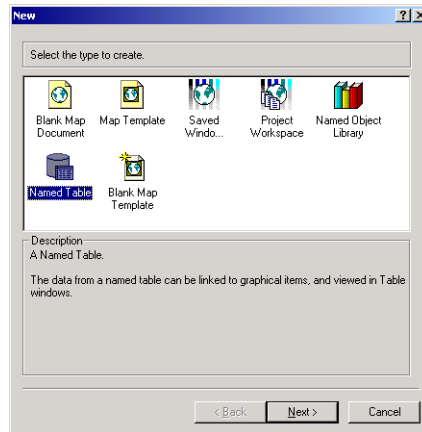 New
Select the type to create.
Blank Map Document
Map Template
Saved Windo...
Project Workspace
Named Object Library
Named Table
Blank Map Template
Description
A Named Table.
The data from a named table can be linked to graphical items, and viewed in Table
windows.
< Back
Next >
Cancel